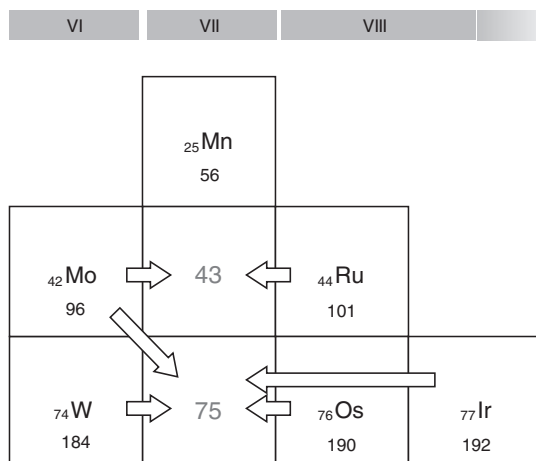 VI VII VIII
₂₅Mn
56
₄₂Mo 43 ₄₄Ru
96 101
₇₄W 75 ₇₆Os ₇₇Ir
184 190 192